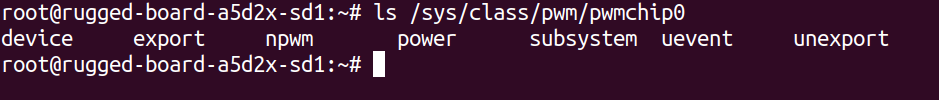 root@rugged-board-a5d2x-sd1:~# ls /sys/class/pwm/pwmchip0
device     export     npwm       power      subsystem  uevent     unexport
root@rugged-board-a5d2x-sd1:~#